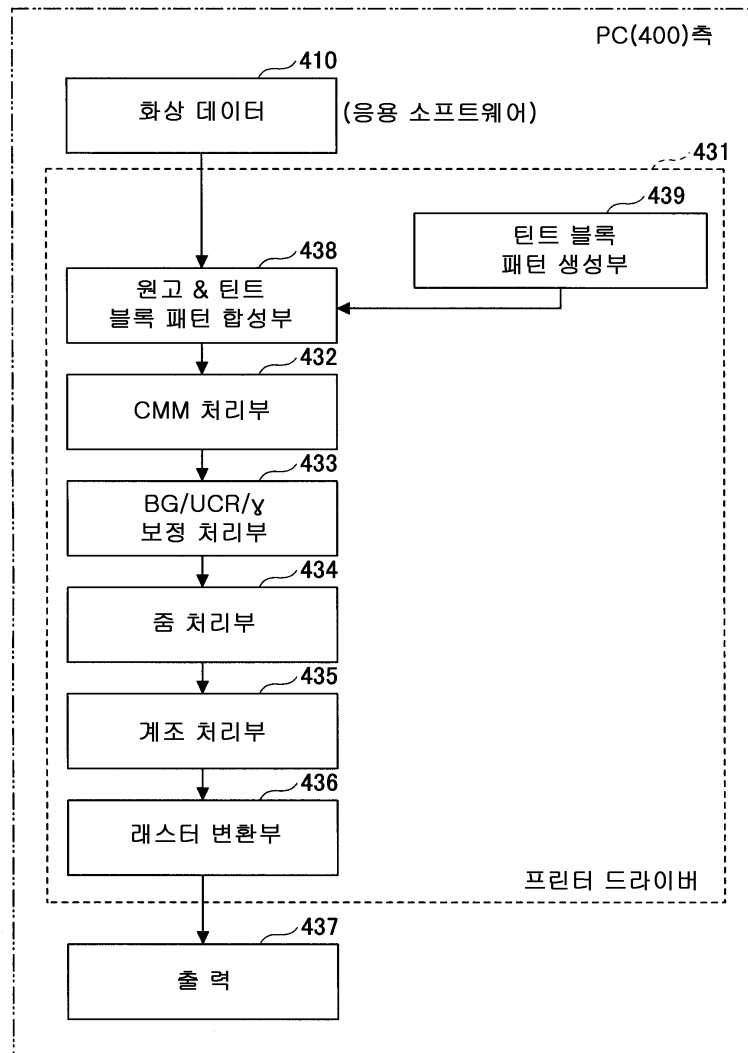 PC(400)측
410
화상 데이터
(응용 소프트웨어)
431
439
틴트 블록
패턴 생성부
438
원고 & 틴트
블록 패턴 합성부
432
CMM 처리부
433
BG/UCR/ɣ
보정 처리부
434
줌 처리부
435
계조 처리부
436
래스터 변환부
프린터 드라이버
437
출 력